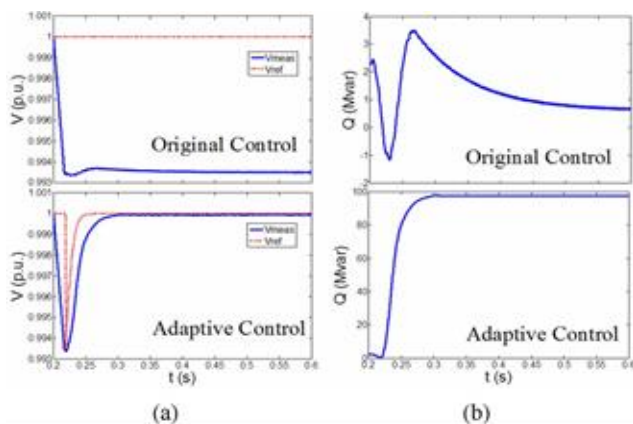 1.001
1
0.999
0.998
0.997
0.996
0.995
0.994
0.993
V (p.u.)
Vmeas
Vref
Original Control
1.001
1
0.999
0.998
0.997
0.996
0.995
0.994
0.993
V (p.u.)
Vmeas
Vref
Adaptive Control
0.2 0.25 0.3 0.35 0.4 0.45 0.5 0.55 0.6
t (s)
(a)
4
3
2
1
0
-1
-2
Q (Mvar)
Original Control
100
80
60
40
20
0
Q (Mvar)
Adaptive Control
0.2 0.25 0.3 0.35 0.4 0.45 0.5 0.55 0.6
t (s)
(b)